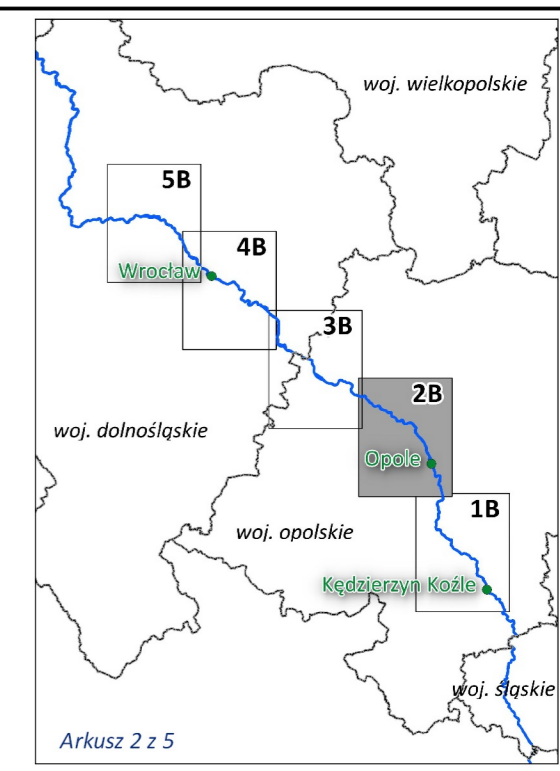 woj. wielkopolskie
5B
4B
Wrocław
3B
2B
woj. dolnośląskie
Opole
1B
woj. opolskie
Kędzierzyn Koźle
woj. śląskie
Arkusz 2 z 5